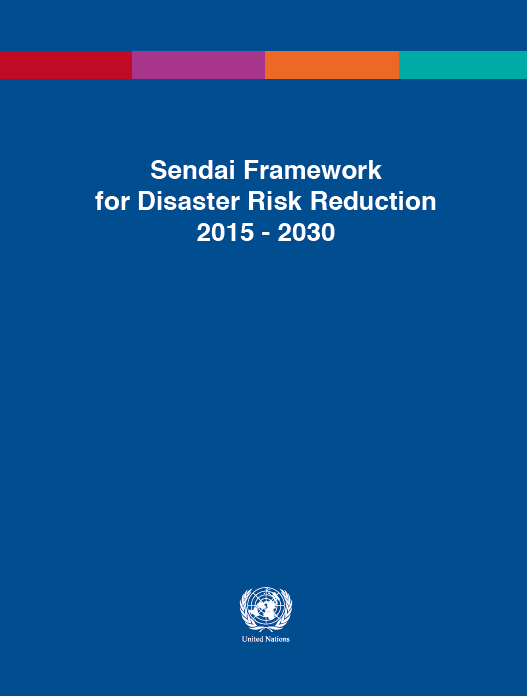 Sendai Framework
for Disaster Risk Reduction
2015 - 2030
United Nations